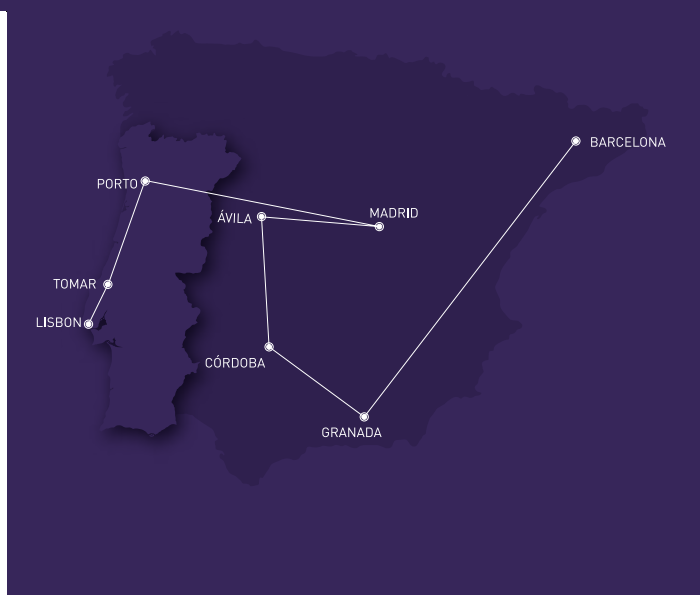 BARCELONA
PORTO
ÁVILA
MADRID
TOMAR
LISBON
CÓRDOBA
GRANADA